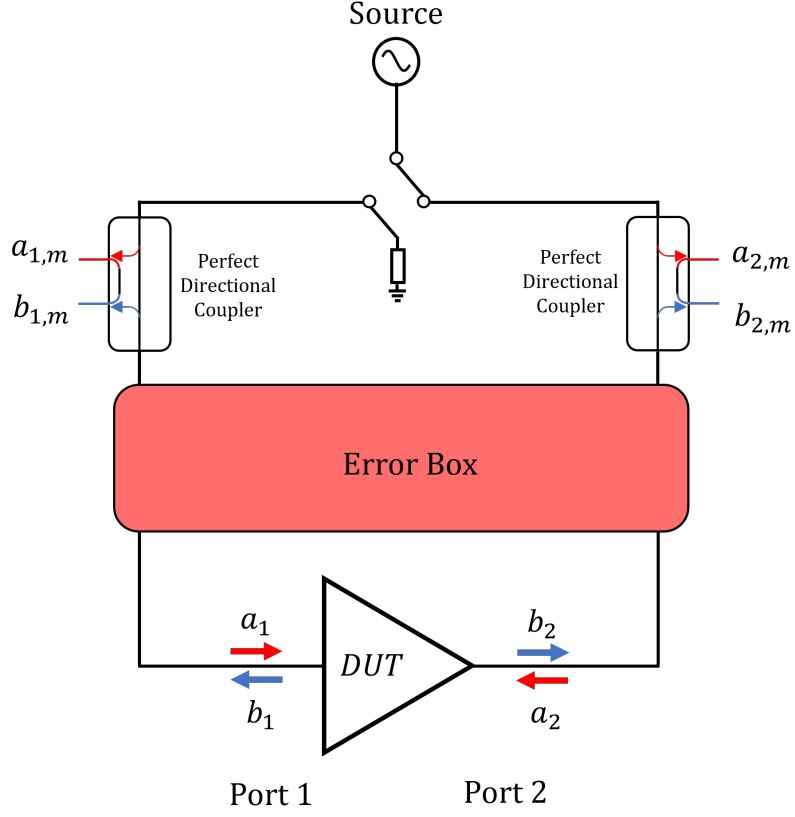 Source
a₁,ₘ
b₁,ₘ
Perfect
Directional
Coupler
Perfect
Directional
Coupler
a₂,ₘ
b₂,ₘ
Error Box
a₁
b₁
DUT
b₂
a₂
Port 1
Port 2